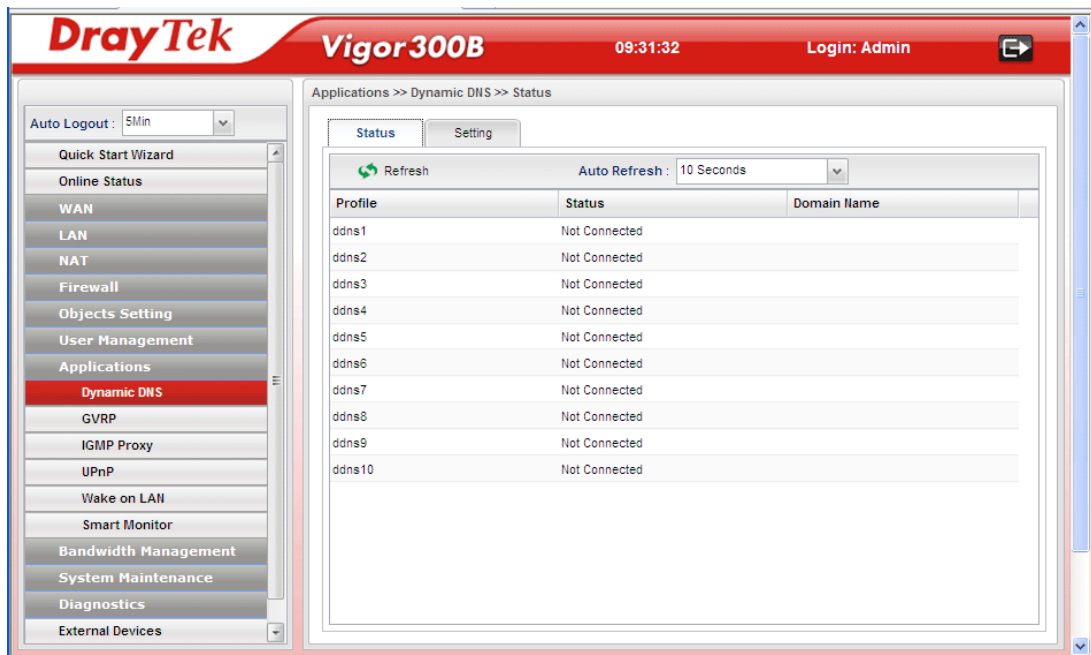 DrayTek
Vigor300B
09:31:32
Login: Admin
Auto Logout : 5Min
Quick Start Wizard
Online Status
WAN
LAN
NAT
Firewall
Objects Setting
User Management
Applications
Dynamic DNS
GVRP
IGMP Proxy
UPnP
Wake on LAN
Smart Monitor
Bandwidth Management
System Maintenance
Diagnostics
External Devices
Applications >> Dynamic DNS >> Status
Status Setting
Refresh Auto Refresh : 10 Seconds
Profile Status Domain Name
ddns1 Not Connected
ddns2 Not Connected
ddns3 Not Connected
ddns4 Not Connected
ddns5 Not Connected
ddns6 Not Connected
ddns7 Not Connected
ddns8 Not Connected
ddns9 Not Connected
ddns10 Not Connected